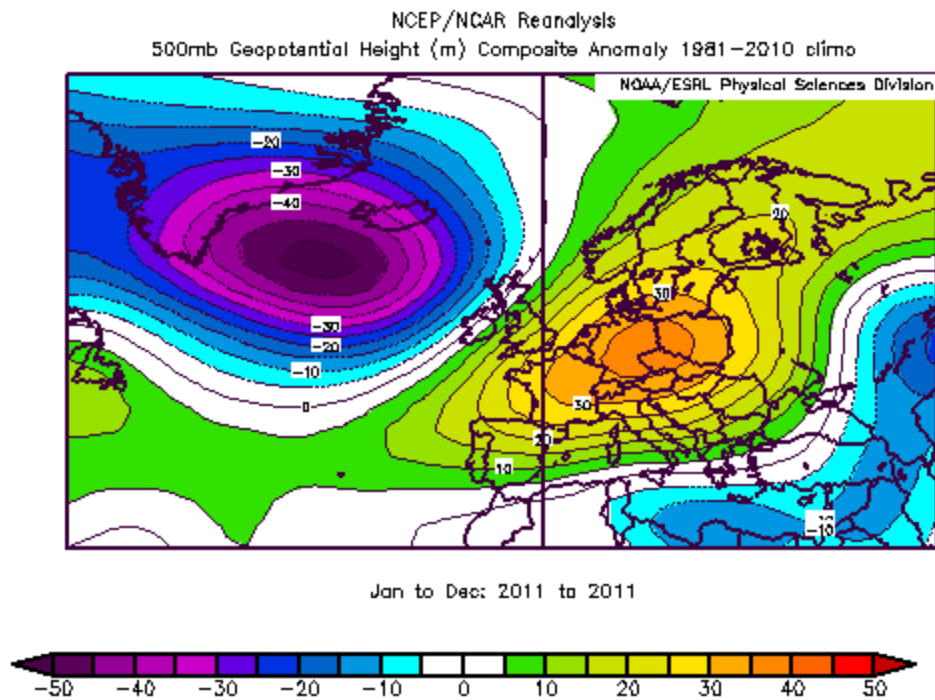 NCEP/NCAR Reanalysis
500mb Geopotential Height (m) Composite Anomaly 1981-2010 climo
NOAA/ESRL Physical Sciences Division
-20
-30
-40
20
30
-30
-20
-10
0
30
20
10
-10
Jan to Dec: 2011 to 2011
-50 -40 -30 -20 -10 0 10 20 30 40 50